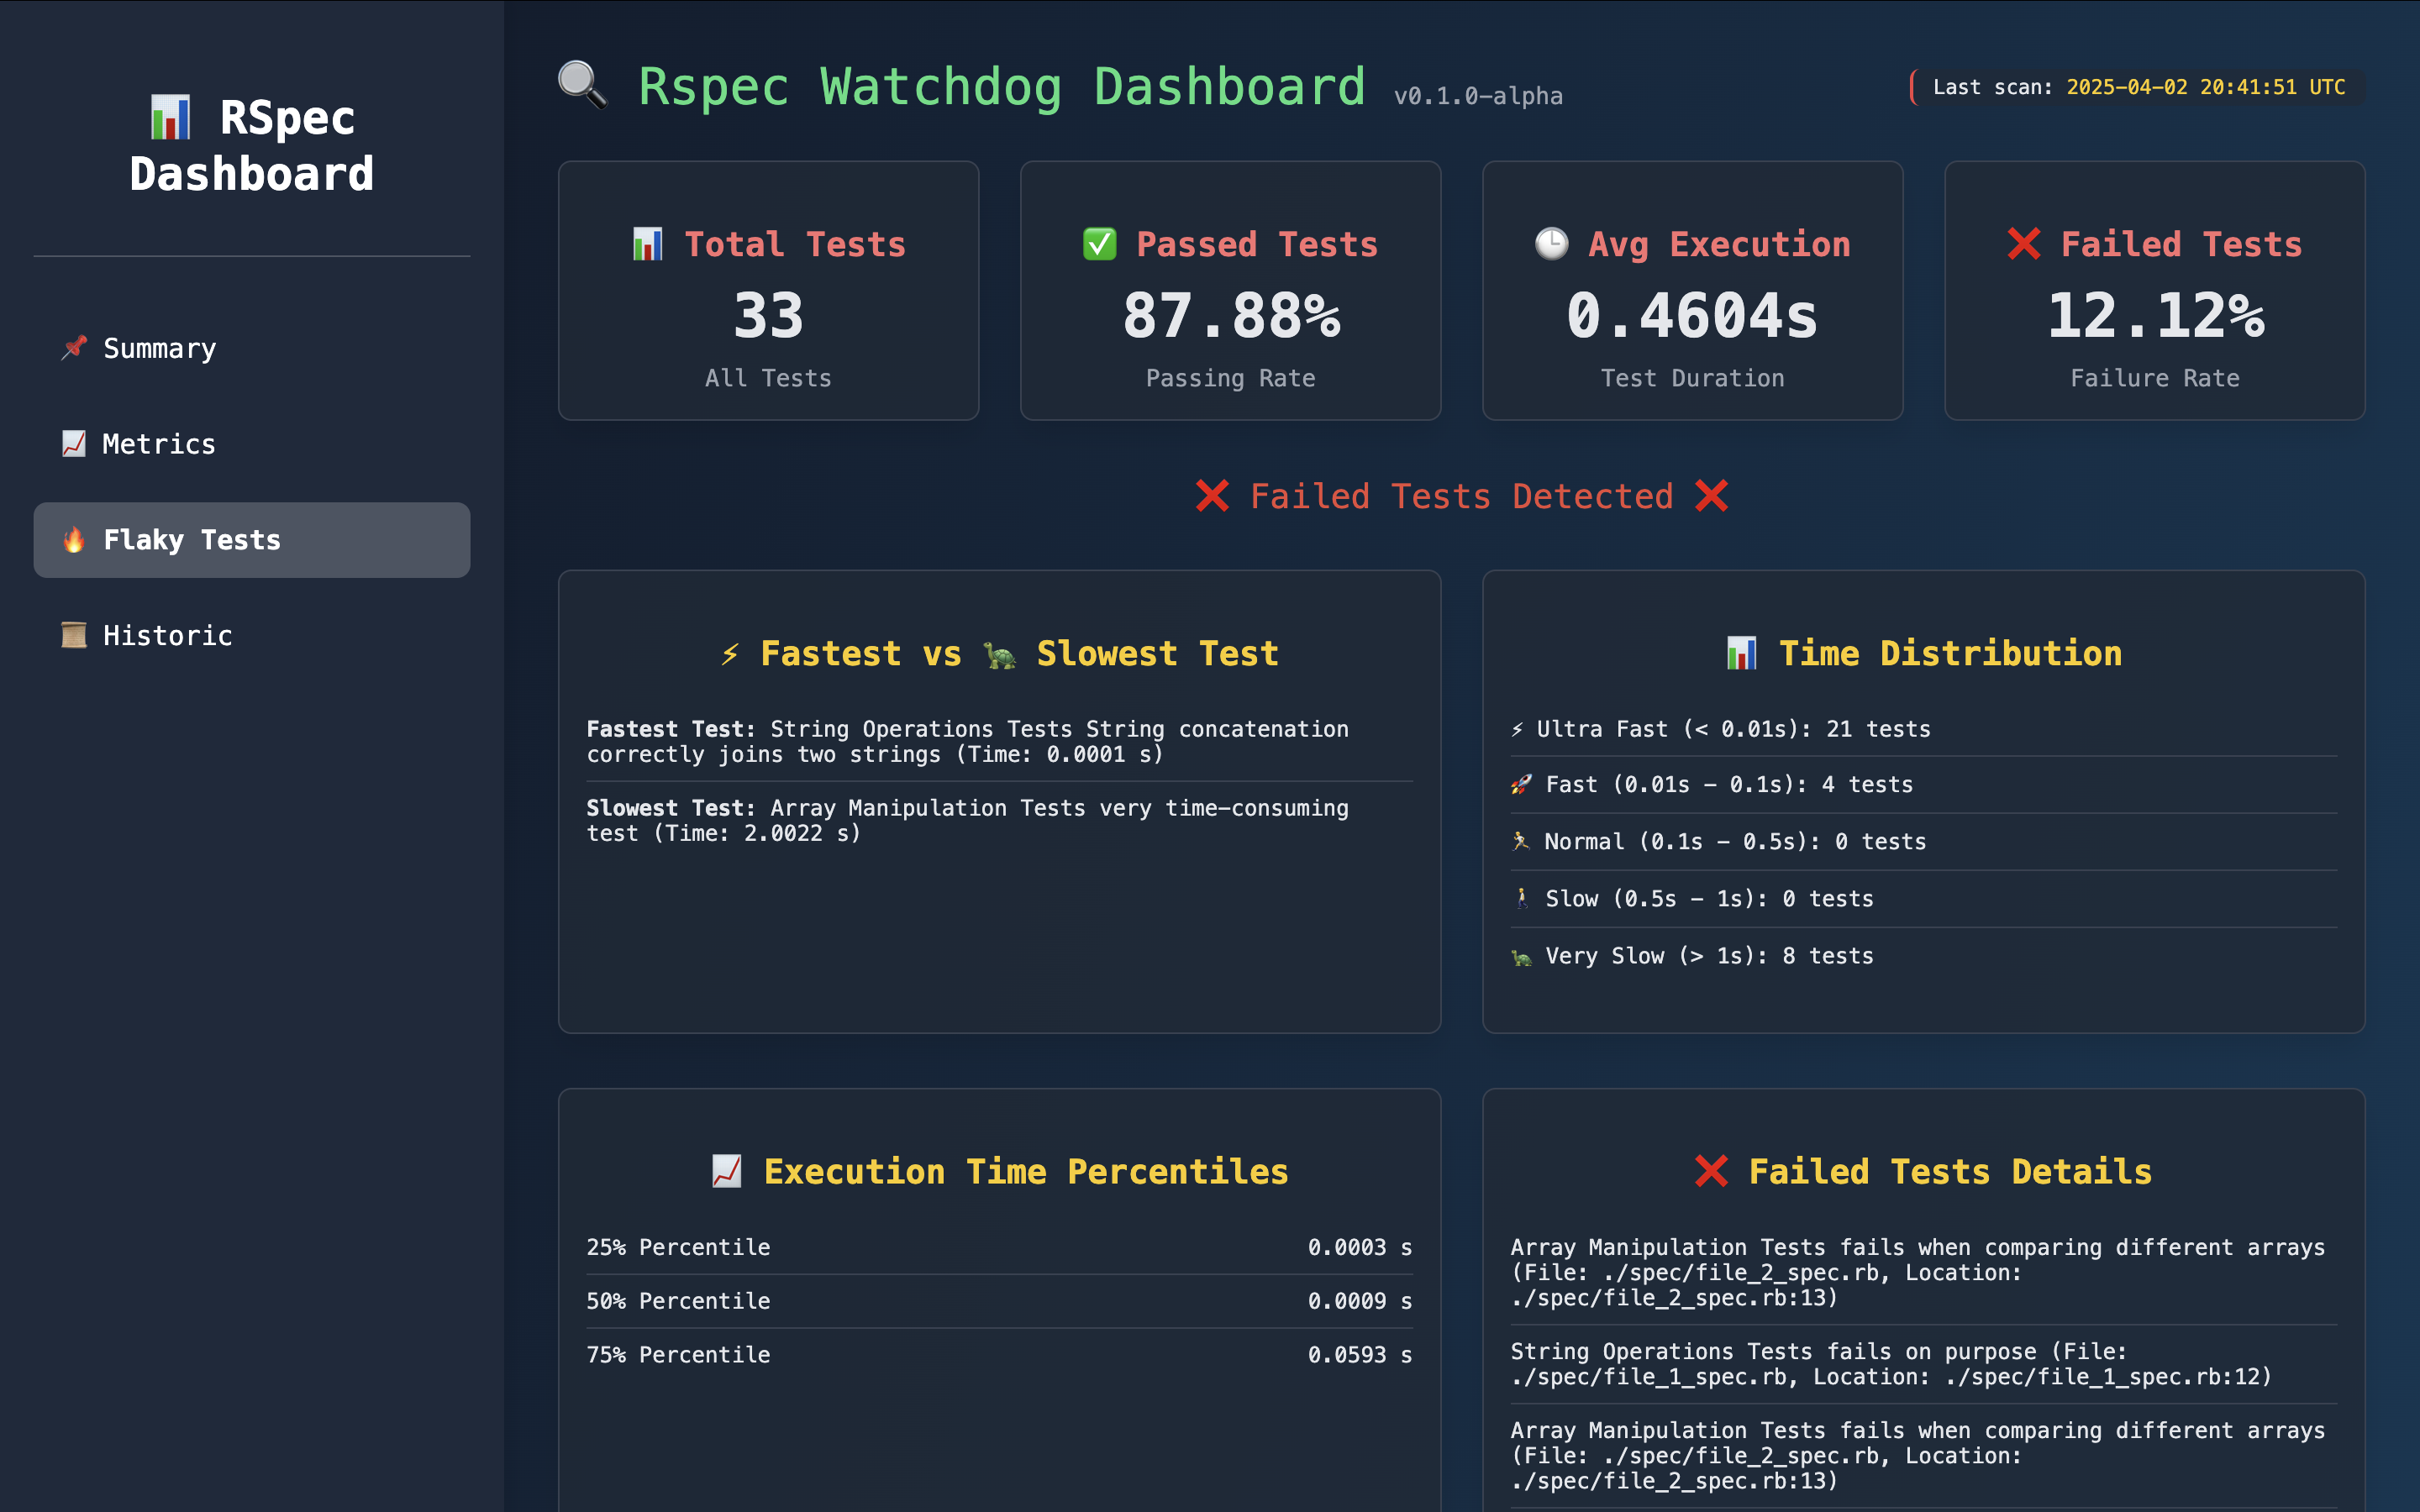 📊 RSpec
Dashboard
📌 Summary
📈 Metrics
🔥 Flaky Tests
📜 Historic
🔍 Rspec Watchdog Dashboard v0.1.0-alpha
Last scan: 2025-04-02 20:41:51 UTC
📊 Total Tests
33
All Tests
✅ Passed Tests
87.88%
Passing Rate
🕒 Avg Execution
0.4604s
Test Duration
❌ Failed Tests
12.12%
Failure Rate
❌ Failed Tests Detected ❌
⚡ Fastest vs 🐢 Slowest Test
Fastest Test: String Operations Tests String concatenation
correctly joins two strings (Time: 0.0001 s)
Slowest Test: Array Manipulation Tests very time-consuming
test (Time: 2.0022 s)
📊 Time Distribution
⚡ Ultra Fast (< 0.01s): 21 tests
🚀 Fast (0.01s - 0.1s): 4 tests
🏃 Normal (0.1s - 0.5s): 0 tests
🚶 Slow (0.5s - 1s): 0 tests
🐢 Very Slow (> 1s): 8 tests
📈 Execution Time Percentiles
25% Percentile 0.0003 s
50% Percentile 0.0009 s
75% Percentile 0.0593 s
❌ Failed Tests Details
Array Manipulation Tests fails when comparing different arrays
(File: ./spec/file_2_spec.rb, Location:
./spec/file_2_spec.rb:13)
String Operations Tests fails on purpose (File:
./spec/file_1_spec.rb, Location: ./spec/file_1_spec.rb:12)
Array Manipulation Tests fails when comparing different arrays
(File: ./spec/file_2_spec.rb, Location:
./spec/file_2_spec.rb:13)